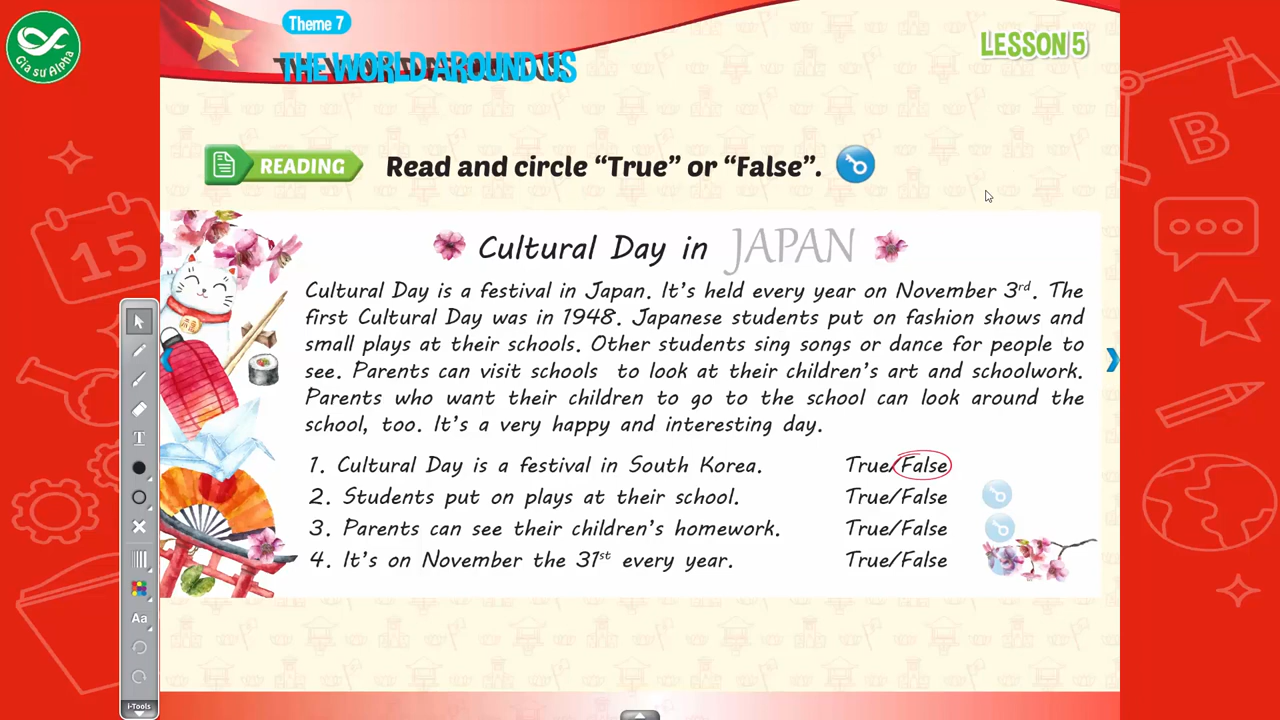 Gia sư Alpha
Theme 7
THE WORLD AROUND US
LESSON 5
READING
Read and circle “True” or “False”.
Cultural Day in JAPAN
Cultural Day is a festival in Japan. It’s held every year on November 3rd. The
first Cultural Day was in 1948. Japanese students put on fashion shows and
small plays at their schools. Other students sing songs or dance for people to
see. Parents can visit schools to look at their children’s art and schoolwork.
Parents who want their children to go to the school can look around the
school, too. It’s a very happy and interesting day.
1. Cultural Day is a festival in South Korea. True/False
2. Students put on plays at their school. True/False
3. Parents can see their children’s homework. True/False
4. It’s on November the 31st every year. True/False
T
Aa
i-Tools
15
B